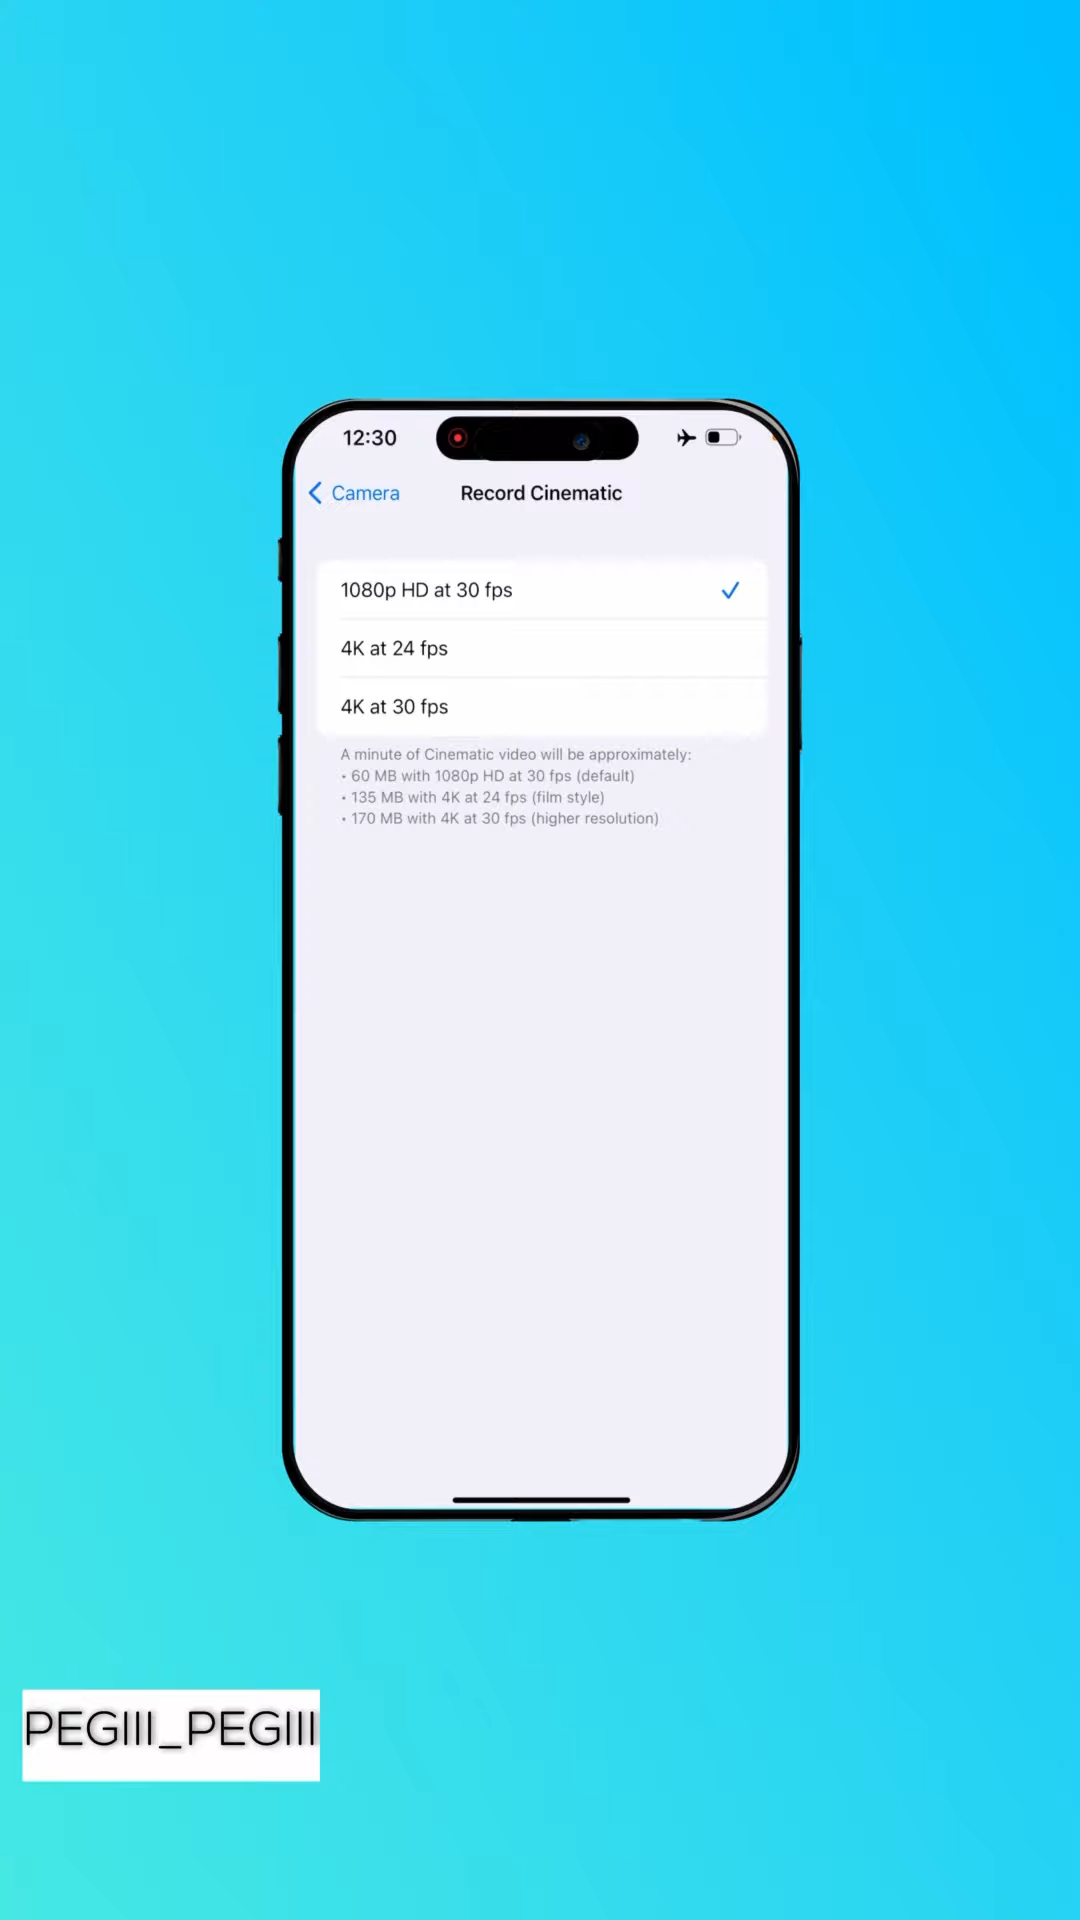 12:30
Camera
Record Cinematic
1080p HD at 30 fps
4K at 24 fps
4K at 30 fps
A minute of Cinematic video will be approximately:
• 60 MB with 1080p HD at 30 fps (default)
• 135 MB with 4K at 24 fps (film style)
• 170 MB with 4K at 30 fps (higher resolution)
PEGIII_PEGIII